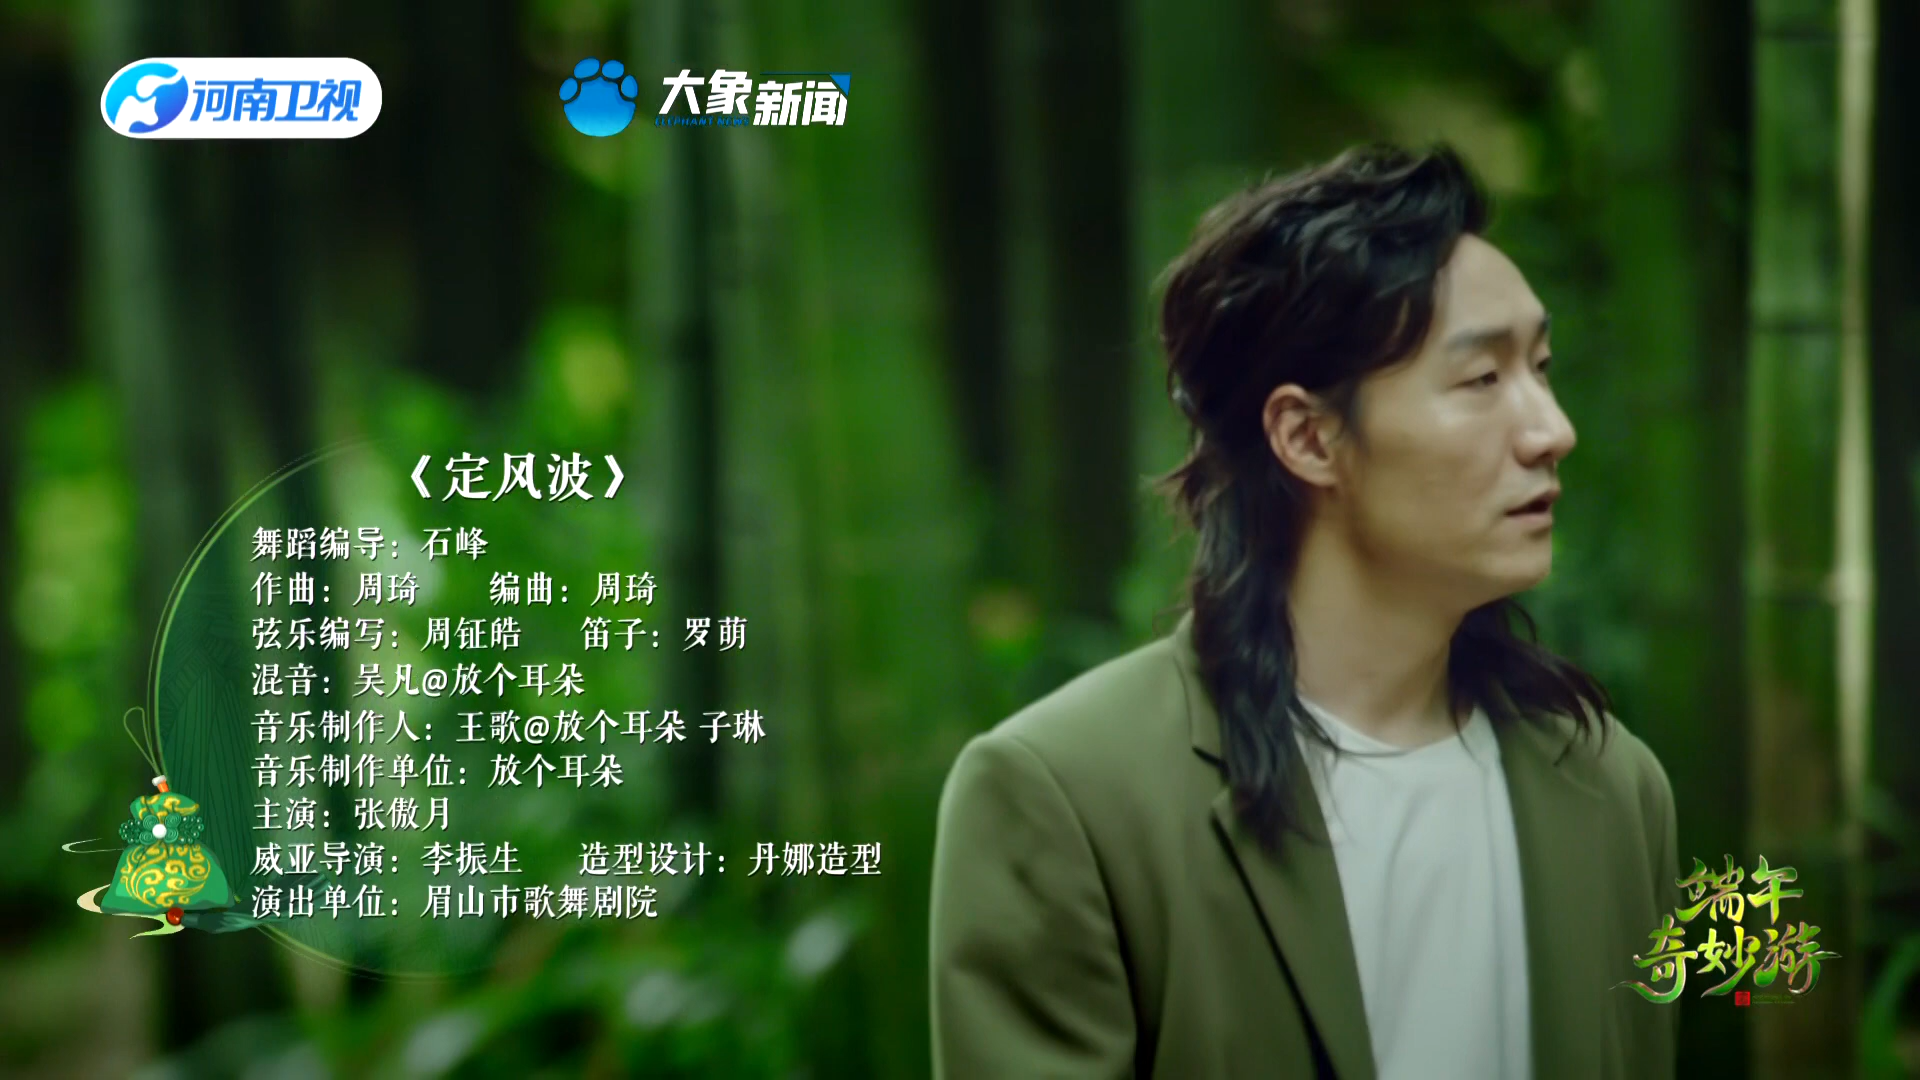 河南卫视
大象新闻
ELEPHANT NEWS
《定风波》
舞蹈编导：石峰
作曲：周琦 编曲：周琦
弦乐编写：周钲皓 笛子：罗萌
混音：吴凡@放个耳朵
音乐制作人：王歌@放个耳朵 子琳
音乐制作单位：放个耳朵
主演：张傲月
威亚导演：李振生 造型设计：丹娜造型
演出单位：眉山市歌舞剧院
端午
奇妙游